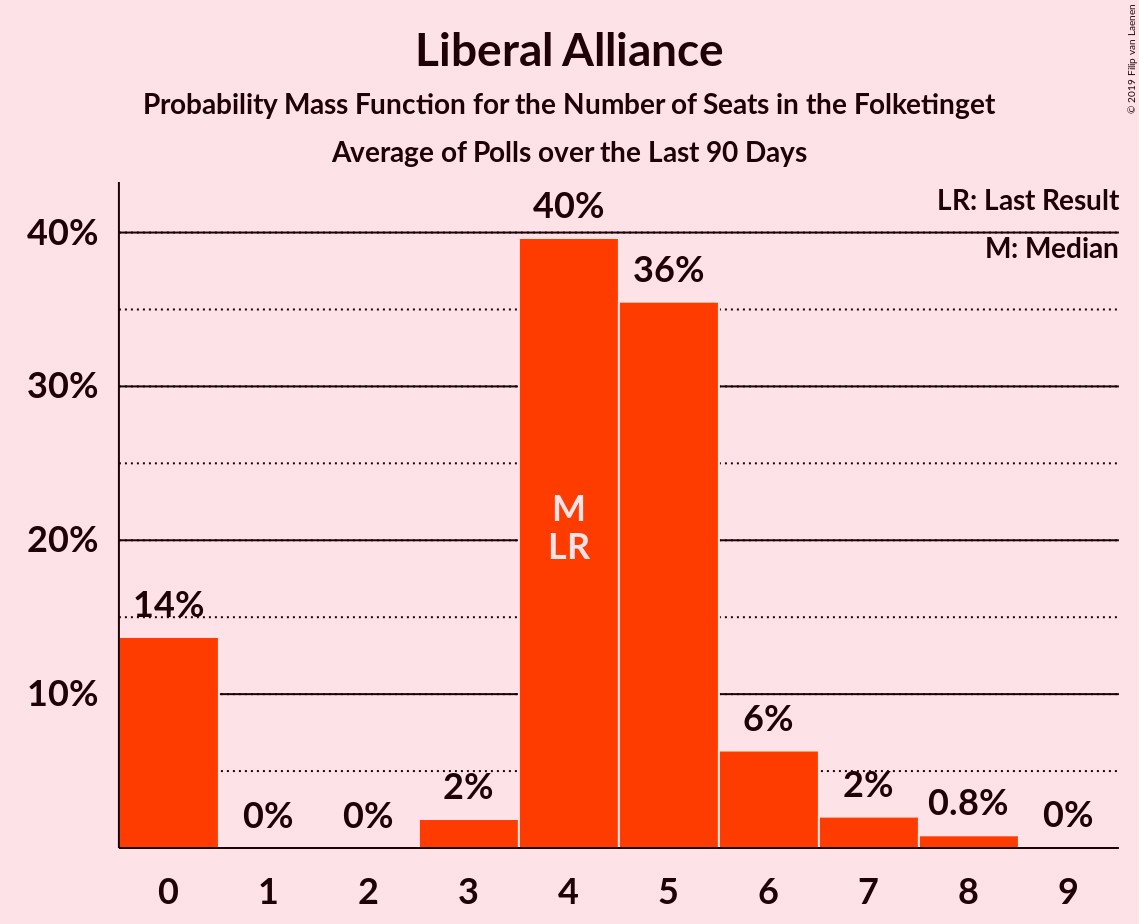 Liberal Alliance
Probability Mass Function for the Number of Seats in the Folketinget
Average of Polls over the Last 90 Days
© 2019 Filip van Laenen
LR: Last Result
M: Median
40%
30%
20%
10%
14%
0%
0%
2%
40%
36%
6%
2%
0.8%
0%
M
LR
0 1 2 3 4 5 6 7 8 9